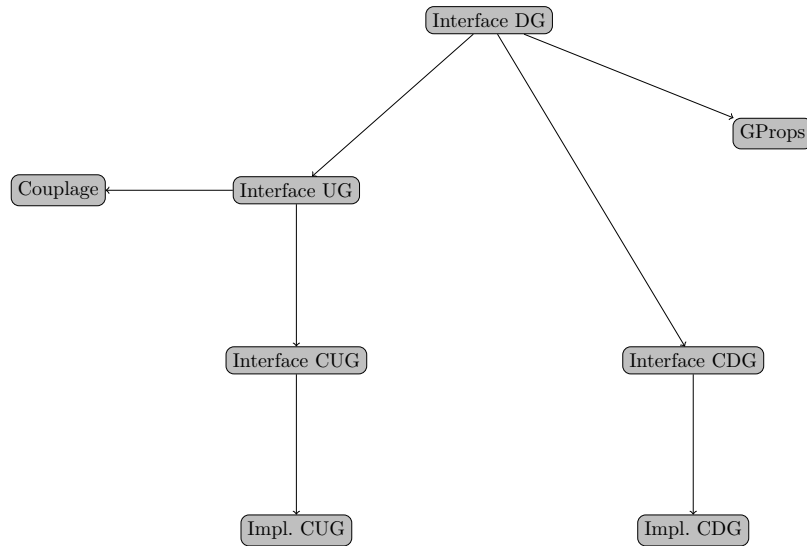 Interface DG
GProps
Couplage
Interface UG
Interface CUG
Interface CDG
Impl. CUG
Impl. CDG